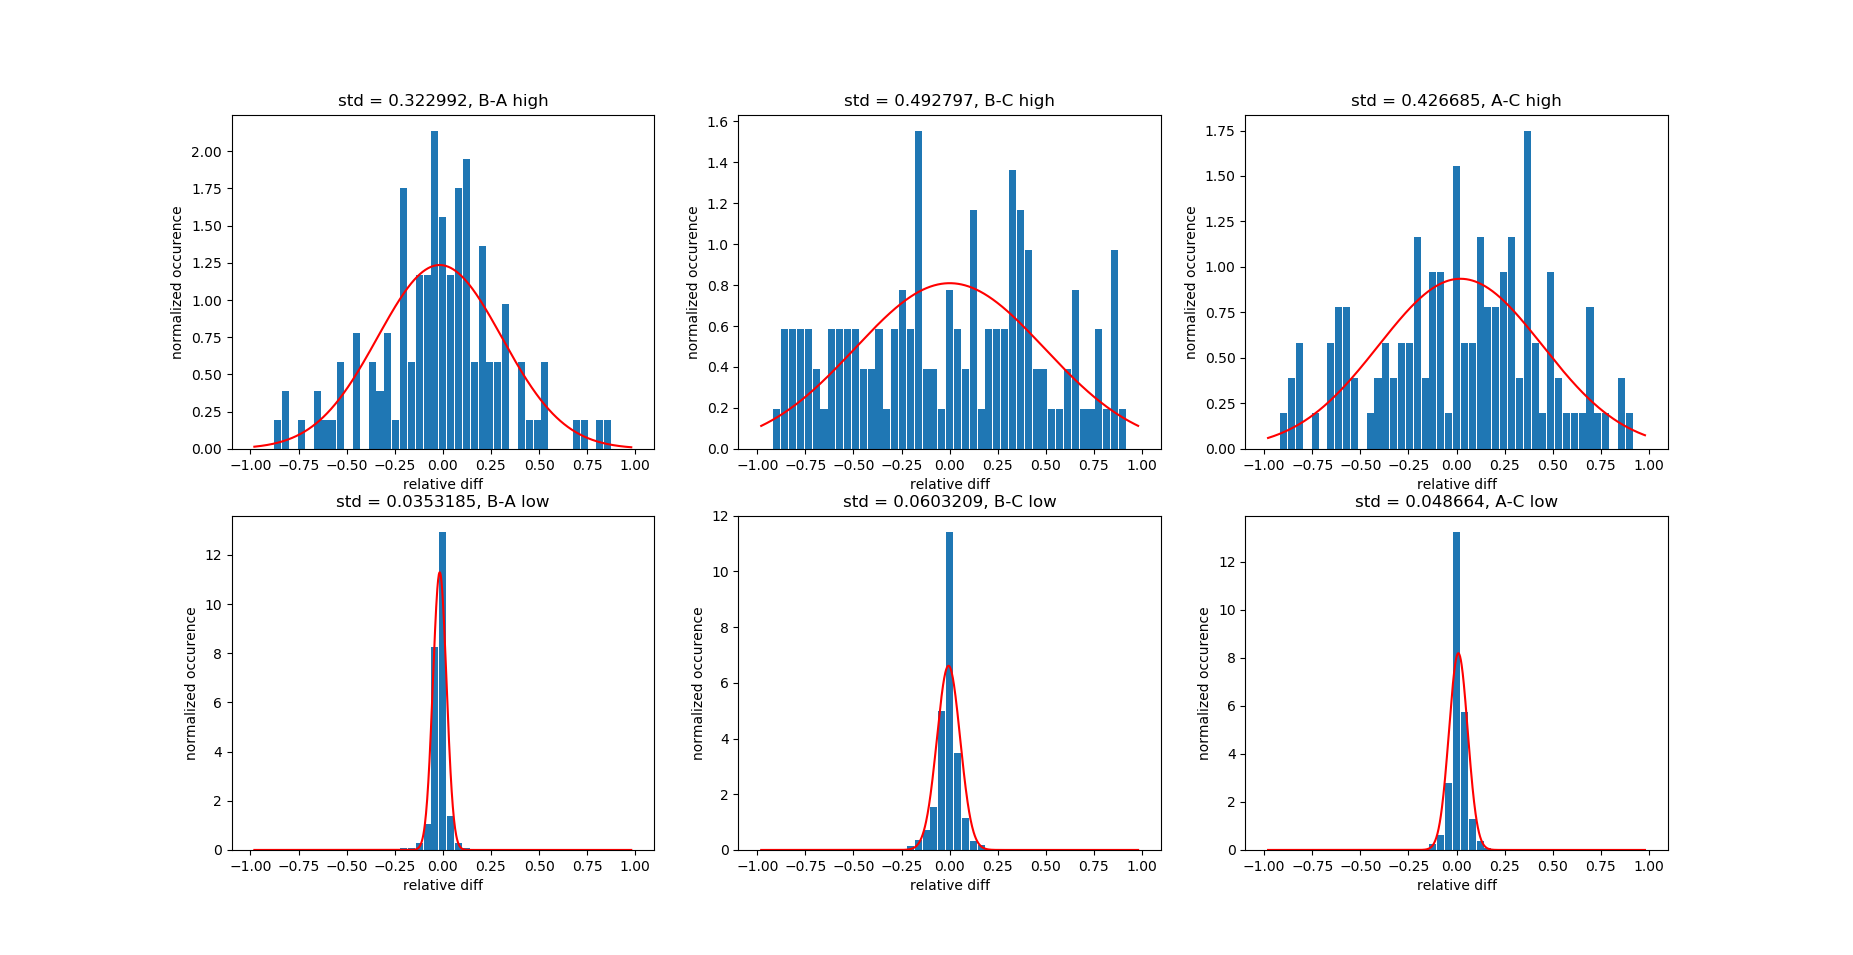 std = 0.322992, B-A high
normalized occurence
2.00
1.75
1.50
1.25
1.00
0.75
0.50
0.25
0.00
−1.00 −0.75 −0.50 −0.25 0.00 0.25 0.50 0.75 1.00
relative diff
std = 0.492797, B-C high
normalized occurence
1.6
1.4
1.2
1.0
0.8
0.6
0.4
0.2
0.0
−1.00 −0.75 −0.50 −0.25 0.00 0.25 0.50 0.75 1.00
relative diff
std = 0.426685, A-C high
normalized occurence
1.75
1.50
1.25
1.00
0.75
0.50
0.25
0.00
−1.00 −0.75 −0.50 −0.25 0.00 0.25 0.50 0.75 1.00
relative diff
std = 0.0353185, B-A low
normalized occurence
12
10
8
6
4
2
0
−1.00 −0.75 −0.50 −0.25 0.00 0.25 0.50 0.75 1.00
relative diff
std = 0.0603209, B-C low
normalized occurence
12
10
8
6
4
2
0
−1.00 −0.75 −0.50 −0.25 0.00 0.25 0.50 0.75 1.00
relative diff
std = 0.048664, A-C low
normalized occurence
12
10
8
6
4
2
0
−1.00 −0.75 −0.50 −0.25 0.00 0.25 0.50 0.75 1.00
relative diff